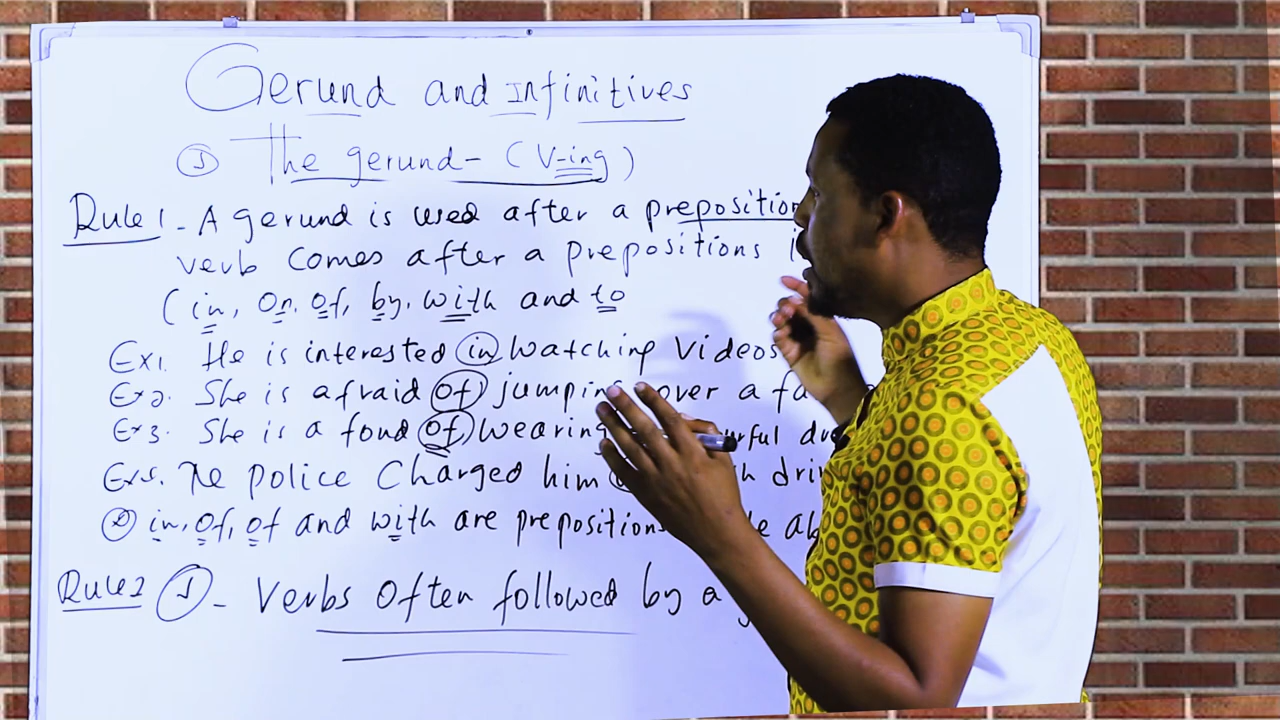 Gerund and Infinitives
① The gerund - (V-ing)
Rule 1 - A gerund is used after a preposition
verb comes after a prepositions
(in, on, of, by, with and to
Ex1. He is interested in watching videos
Ex2. She is afraid of jumping over a
Ex3. She is a fond of wearing
Ex5. The police charged him
② in, of, of and with are prepositions
Rule 2 ① - Verbs often followed by a